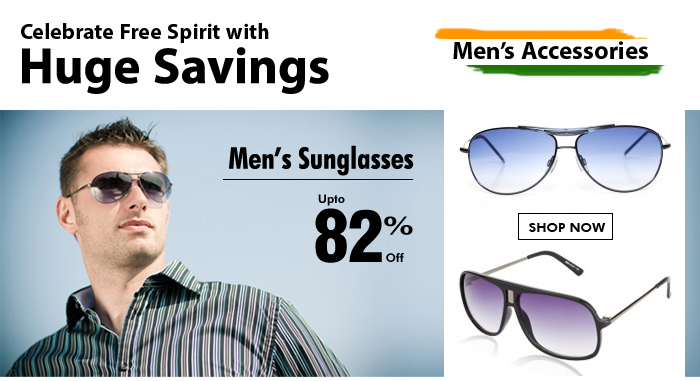 Celebrate Free Spirit with
Huge Savings
Men's Accessories
Men's Sunglasses
Upto
82%
Off
SHOP NOW